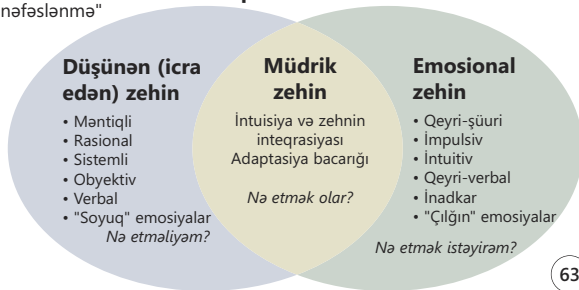 nəfəslənmə"
Düşünən (icra
edən) zehin
• Məntiqli
• Rasional
• Sistemli
• Obyektiv
• Verbal
• "Soyuq" emosiyalar
Nə etməliyəm?
Müdrik
zehin
İntuisiya və zehnin
inteqrasiyası
Adaptasiya bacarığı
Nə etmək olar?
Emosional
zehin
• Qeyri-şüuri
• İmpulsiv
• İntuitiv
• Qeyri-verbal
• İnadkar
• "Çılğın" emosiyalar
Nə etmək istəyirəm?
63